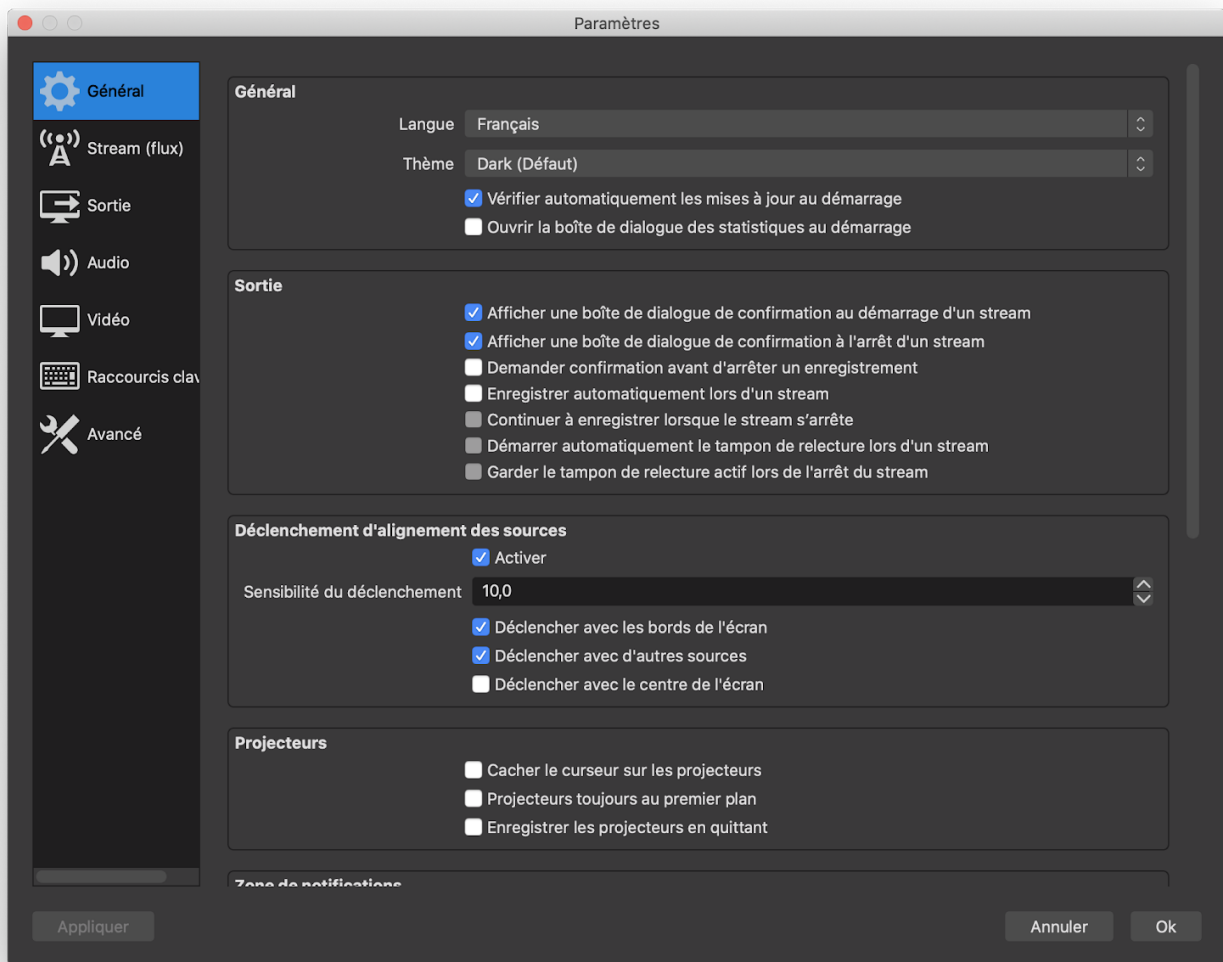 Paramètres
Général
Stream (flux)
Sortie
Audio
Vidéo
Raccourcis clav
Avancé
Général
Langue Français
Thème Dark (Défaut)
Vérifier automatiquement les mises à jour au démarrage
Ouvrir la boîte de dialogue des statistiques au démarrage
Sortie
Afficher une boîte de dialogue de confirmation au démarrage d'un stream
Afficher une boîte de dialogue de confirmation à l'arrêt d'un stream
Demander confirmation avant d'arrêter un enregistrement
Enregistrer automatiquement lors d'un stream
Continuer à enregistrer lorsque le stream s’arrête
Démarrer automatiquement le tampon de relecture lors d'un stream
Garder le tampon de relecture actif lors de l'arrêt du stream
Déclenchement d'alignement des sources
Activer
Sensibilité du déclenchement 10,0
Déclencher avec les bords de l'écran
Déclencher avec d'autres sources
Déclencher avec le centre de l'écran
Projecteurs
Cacher le curseur sur les projecteurs
Projecteurs toujours au premier plan
Enregistrer les projecteurs en quittant
Zone de notifications
Appliquer
Annuler
Ok